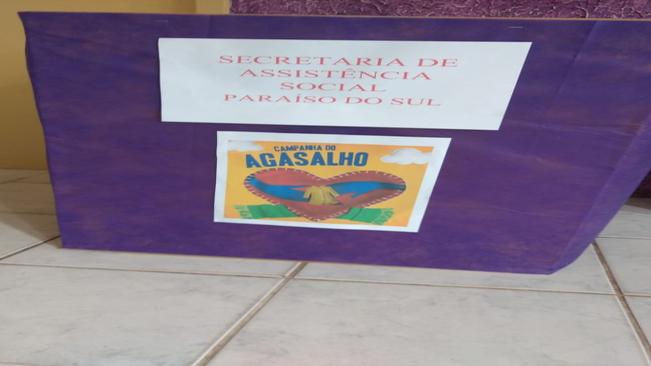 SECRETARIA DE
ASSISTÊNCIA
SOCIAL
PARAÍSO DO SUL
CAMPANHA DO
AGASALHO